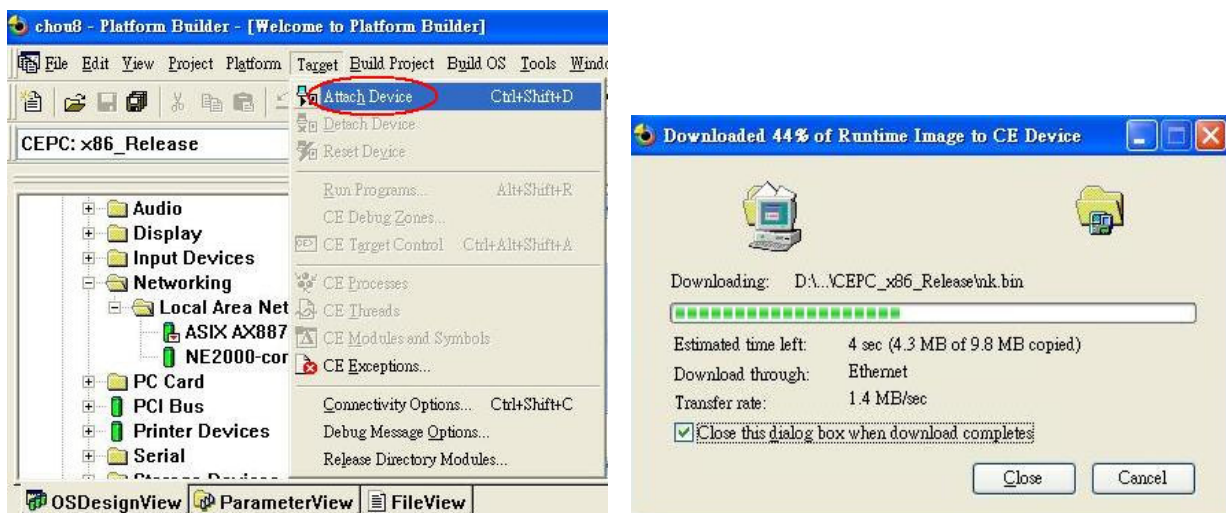 chou8 - Platform Builder - [Welcome to Platform Builder]
File Edit View Project Platform Target Build Project Build OS Tools
Attach Device Ctrl+Shift+D
Detach Device
Reset Device
Run Programs... Alt+Shift+R
CE Debug Zones...
CE Target Control Ctrl+Alt+Shift+A
CE Processes
CE Threads
CE Modules and Symbols
CE Exceptions...
Connectivity Options... Ctrl+Shift+C
Debug Message Options...
Release Directory Modules...
CEPC: x86_Release
Audio
Display
Input Devices
Networking
Local Area Net
ASIX AX887
NE2000-cor
PC Card
PCI Bus
Printer Devices
Serial
OSDesignView ParameterView FileView
Downloaded 44% of Runtime Image to CE Device
Downloading: D:\...\CEPC_x86_Release\nk.bin
Estimated time left: 4 sec (4.3 MB of 9.8 MB copied)
Download through: Ethernet
Transfer rate: 1.4 MB/sec
Close this dialog box when download completes
Close Cancel